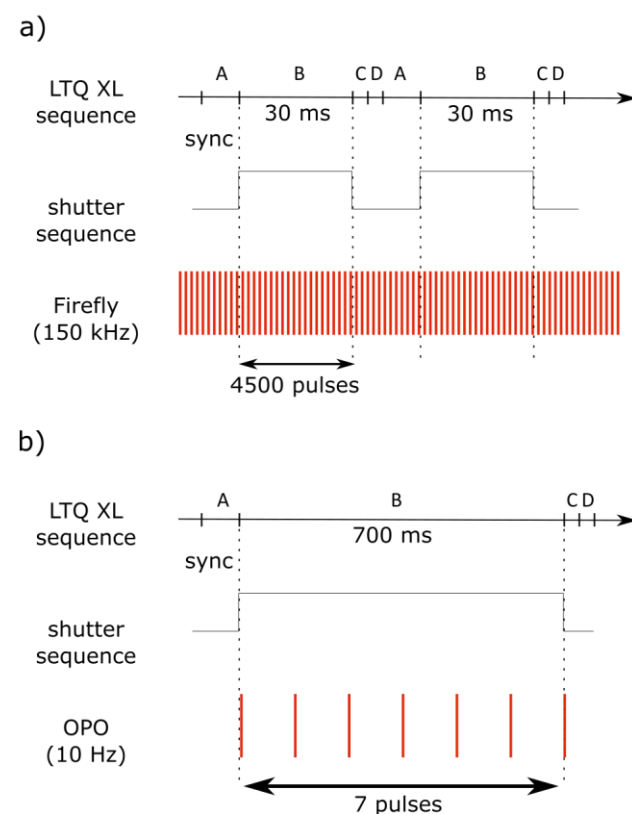 a)
A B C D A B C D
LTQ XL
sequence
30 ms 30 ms
sync
shutter
sequence
Firefly
(150 kHz)
4500 pulses
b)
A B C D
LTQ XL
sequence
700 ms
sync
shutter
sequence
OPO
(10 Hz)
7 pulses